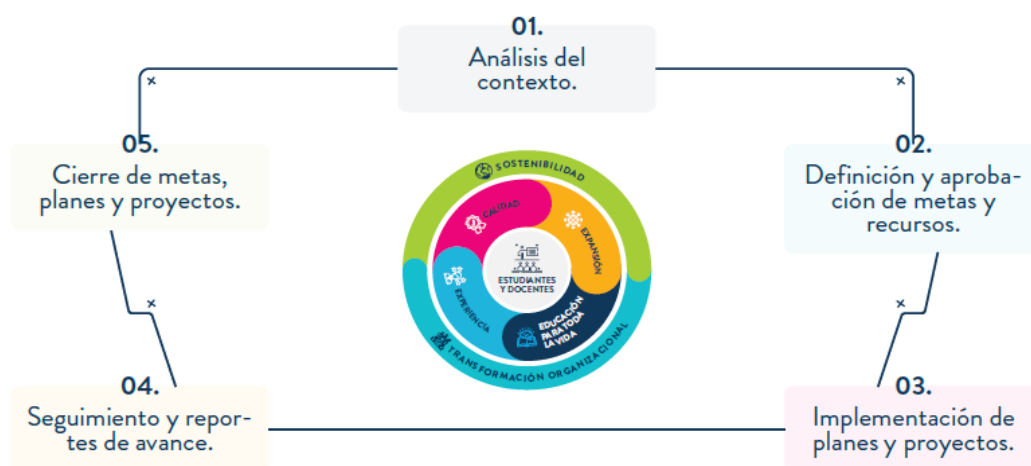 01.
Análisis del
contexto.
05.
Cierre de metas,
planes y proyectos.
02.
Definición y aproba-
ción de metas y
recursos.
SOSTENIBILIDAD
CALIDAD
EXPANSIÓN
ESTUDIANTES
Y DOCENTES
EXPERIENCIA
EDUCACIÓN
PARA TODA
LA VIDA
TRANSFORMACIÓN ORGANIZACIONAL
04.
Seguimiento y repor-
tes de avance.
03.
Implementación de
planes y proyectos.